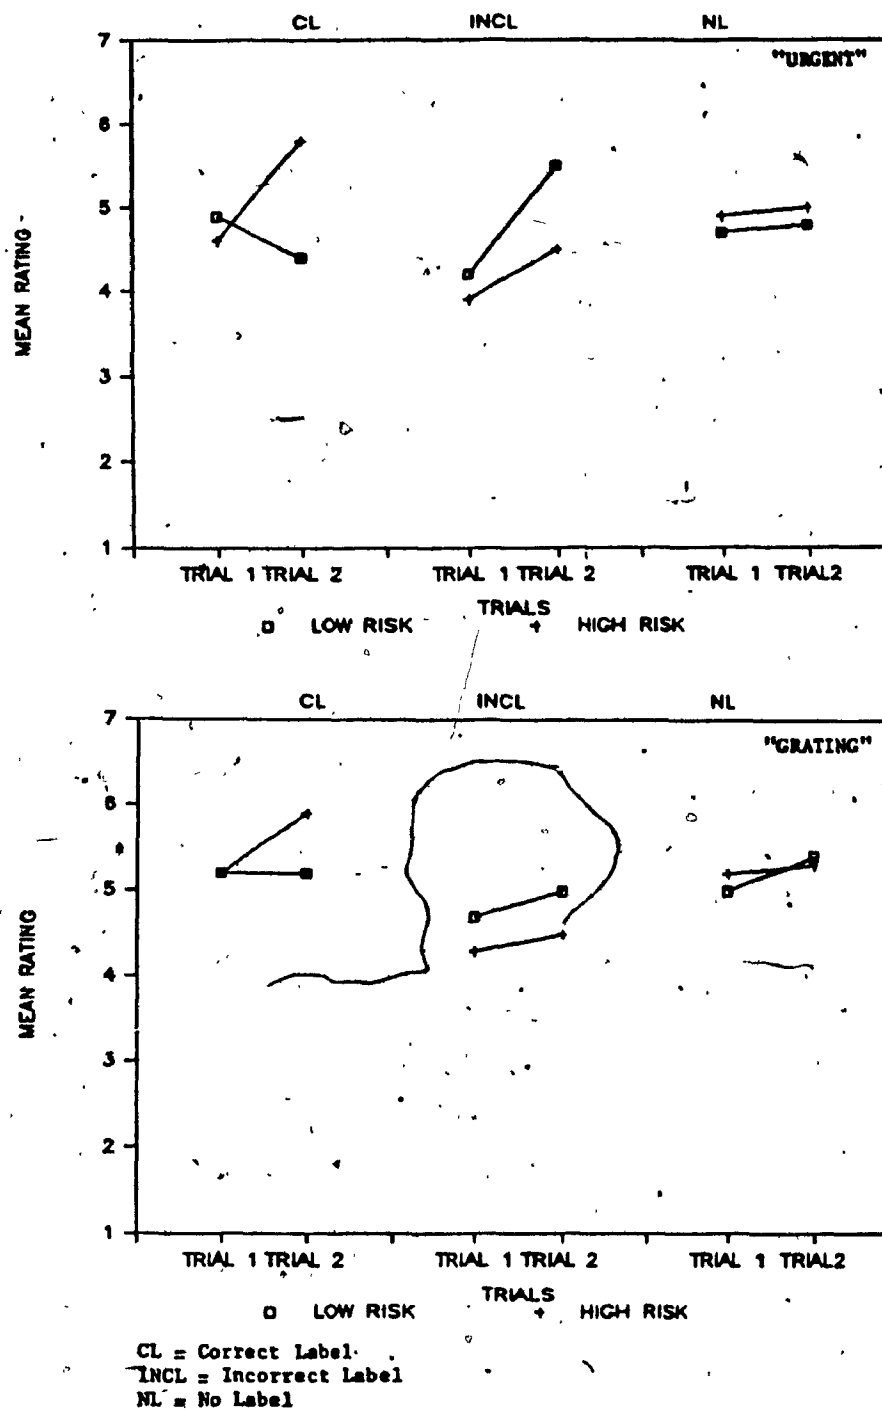 CL INCL NL
7
"URGENT"
6
5
4
3
2
1
MEAN RATING
TRIAL 1 TRIAL 2 TRIAL 1 TRIAL 2 TRIAL 1 TRIAL2
TRIALS
LOW RISK HIGH RISK
CL INCL NL
7
"GRATING"
6
5
4
3
2
1
MEAN RATING
TRIAL 1 TRIAL 2 TRIAL 1 TRIAL 2 TRIAL 1 TRIAL2
TRIALS
LOW RISK HIGH RISK
CL = Correct Label
INCL = Incorrect Label
NL = No Label